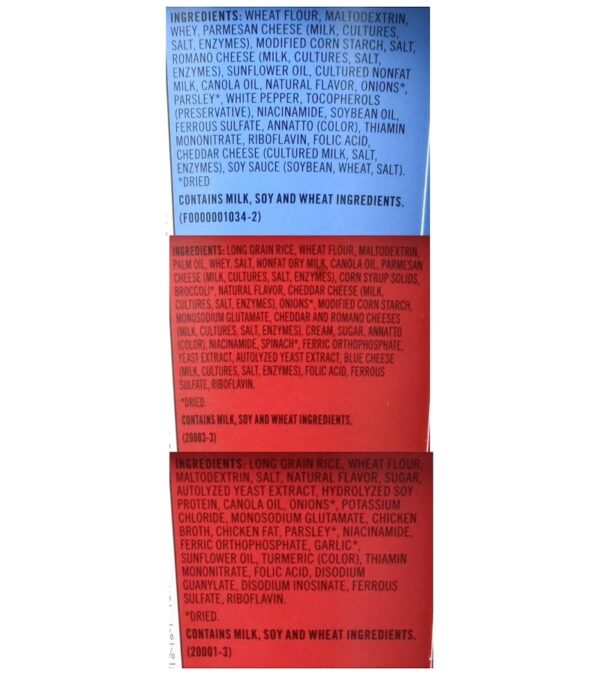 INGREDIENTS: WHEAT FLOUR, MALTODEXTRIN,
WHEY, PARMESAN CHEESE (MILK, CULTURES,
SALT, ENZYMES), MODIFIED CORN STARCH, SALT,
ROMANO CHEESE (MILK, CULTURES, SALT,
ENZYMES), SUNFLOWER OIL, CULTURED NONFAT
MILK, CANOLA OIL, NATURAL FLAVOR, ONIONS*,
PARSLEY*, WHITE PEPPER, TOCOPHEROLS
(PRESERVATIVE), NIACINAMIDE, SOYBEAN OIL,
FERROUS SULFATE, ANNATTO (COLOR), THIAMIN
MONONITRATE, RIBOFLAVIN, FOLIC ACID,
CHEDDAR CHEESE (CULTURED MILK, SALT,
ENZYMES), SOY SAUCE (SOYBEAN, WHEAT, SALT).
*DRIED
CONTAINS MILK, SOY AND WHEAT INGREDIENTS.
(F0000001034-2)
INGREDIENTS: LONG GRAIN RICE, WHEAT FLOUR, MALTODEXTRIN,
PALM OIL, WHEY, SALT, NONFAT DRY MILK, CANOLA OIL, PARMESAN
CHEESE (MILK, CULTURES, SALT, ENZYMES), CORN SYRUP SOLIDS,
BROCCOLI*, NATURAL FLAVOR, CHEDDAR CHEESE (MILK,
CULTURES, SALT, ENZYMES), ONIONS*, MODIFIED CORN STARCH,
MONOSODIUM GLUTAMATE, CHEDDAR AND ROMANO CHEESES
(MILK, CULTURES, SALT, ENZYMES), CREAM, SUGAR, ANNATTO
(COLOR), NIACINAMIDE, SPINACH*, FERRIC ORTHOPHOSPHATE,
YEAST EXTRACT, AUTOLYZED YEAST EXTRACT, BLUE CHEESE
(MILK, CULTURES, SALT, ENZYMES), FOLIC ACID, FERROUS
SULFATE, RIBOFLAVIN.
*DRIED.
CONTAINS MILK, SOY AND WHEAT INGREDIENTS.
(20063-3)
INGREDIENTS: LONG GRAIN RICE, WHEAT FLOUR,
MALTODEXTRIN, SALT, NATURAL FLAVOR, SUGAR,
AUTOLYZED YEAST EXTRACT, HYDROLYZED SOY
PROTEIN, CANOLA OIL, ONIONS*, POTASSIUM
CHLORIDE, MONOSODIUM GLUTAMATE, CHICKEN
BROTH, CHICKEN FAT, PARSLEY*, NIACINAMIDE,
FERRIC ORTHOPHOSPHATE, GARLIC*,
SUNFLOWER OIL, TURMERIC (COLOR), THIAMIN
MONONITRATE, FOLIC ACID, DISODIUM
GUANYLATE, DISODIUM INOSINATE, FERROUS
SULFATE, RIBOFLAVIN.
*DRIED.
CONTAINS MILK, SOY AND WHEAT INGREDIENTS.
(20001-3)